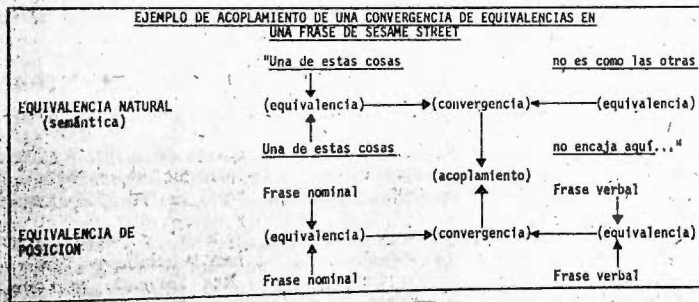 EJEMPLO DE ACOPLAMIENTO DE UNA CONVERGENCIA DE EQUIVALENCIAS EN
UNA FRASE DE SESAME STREET
"Una de estas cosas no es como las otras
EQUIVALENCIA NATURAL (equivalencia) (convergencia) (equivalencia)
(semántica)
Una de estas cosas no encaja aquí..."
(acoplamiento)
Frase nominal Frase verbal
EQUIVALENCIA DE (equivalencia) (convergencia) (equivalencia)
POSICION
Frase nominal Frase verbal